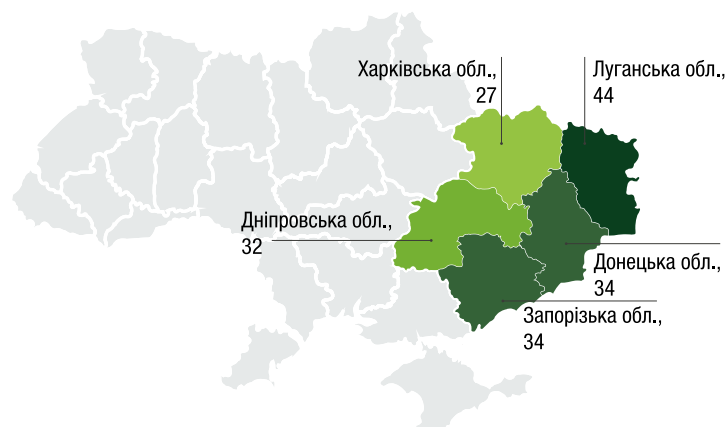 Харківська обл.,
27
Луганська обл.,
44
Дніпровська обл.,
32
Донецька обл.,
34
Запорізька обл.,
34